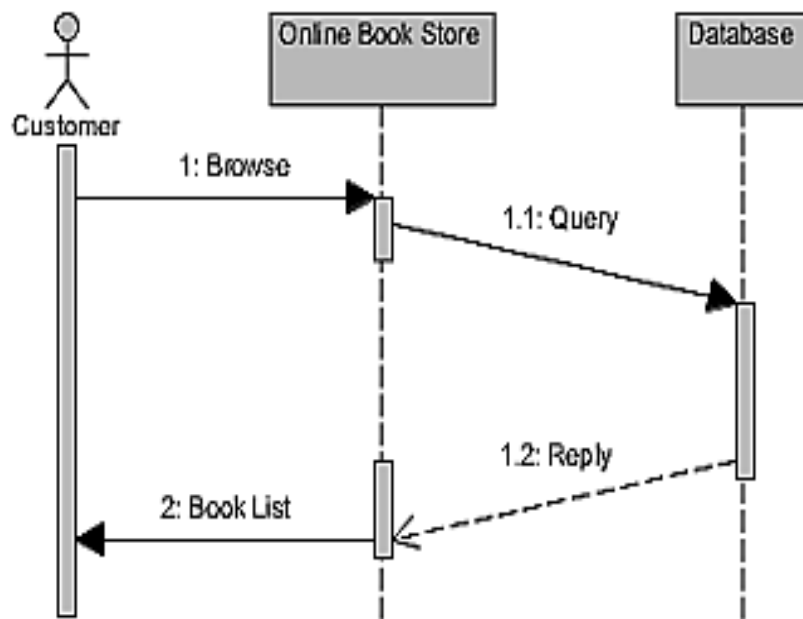 Online Book Store
Database
Customer
1: Browse
1.1: Query
1.2: Reply
2: Book List